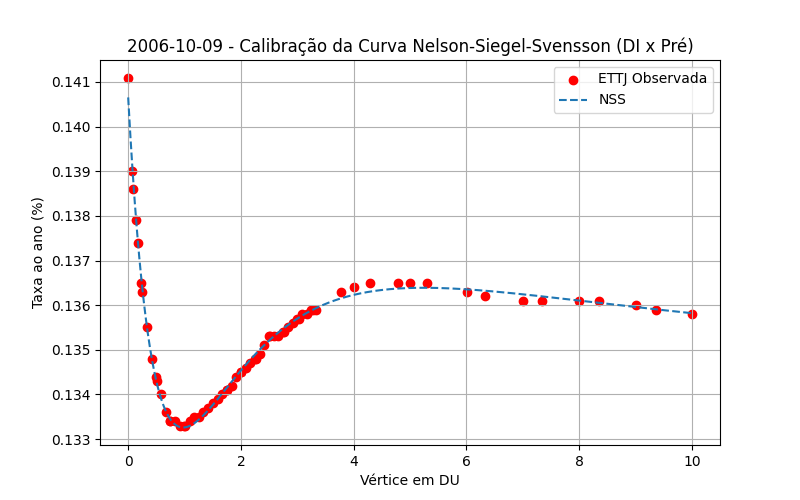 2006-10-09 - Calibração da Curva Nelson-Siegel-Svensson (DI x Pré)
ETTJ Observada
NSS
Taxa ao ano (%)
0.141
0.140
0.139
0.138
0.137
0.136
0.135
0.134
0.133
0 2 4 6 8 10
Vértice em DU